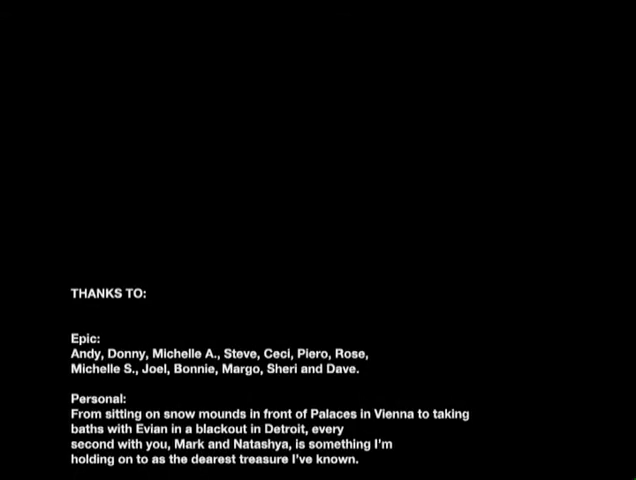 THANKS TO:
Epic:
Andy, Donny, Michelle A., Steve, Ceci, Piero, Rose,
Michelle S., Joel, Bonnie, Margo, Sheri and Dave.
Personal:
From sitting on snow mounds in front of Palaces in Vienna to taking
baths with Evian in a blackout in Detroit, every
second with you, Mark and Natashya, is something I'm
holding on to as the dearest treasure I've known.